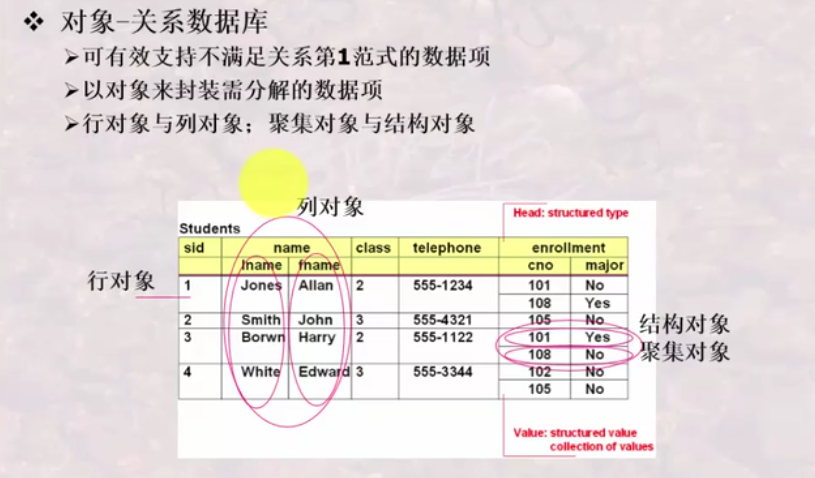 ❖ 对象-关系数据库
➢可有效支持不满足关系第1范式的数据项
➢以对象来封装需分解的数据项
➢行对象与列对象；聚集对象与结构对象
列对象
Head: structured type
Students
sid name class telephone enrollment
lname fname cno major
行对象
1 Jones Allan 2 555-1234 101 No
108 Yes
2 Smith John 3 555-4321 105 No
结构对象
3 Borwn Harry 2 555-1122 101 Yes
聚集对象
108 No
4 White Edward 3 555-3344 102 No
105 No
Value: structured value
collection of values